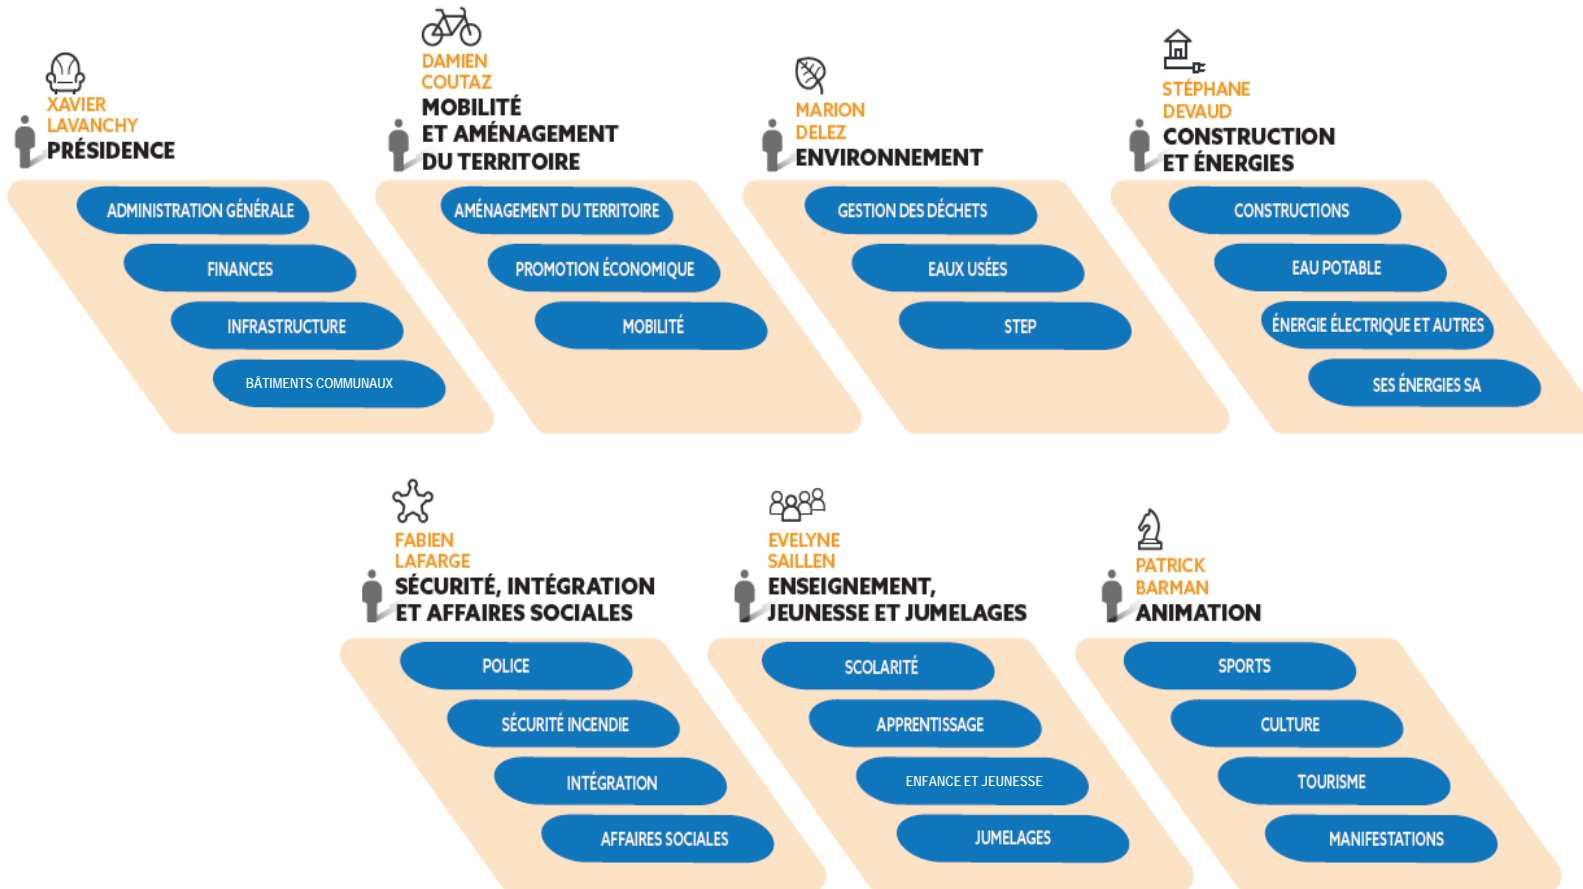 XAVIER
LAVANCHY
PRÉSIDENCE
ADMINISTRATION GÉNÉRALE
FINANCES
INFRASTRUCTURE
BÂTIMENTS COMMUNAUX
DAMIEN
COUTAZ
MOBILITÉ
ET AMÉNAGEMENT
DU TERRITOIRE
AMÉNAGEMENT DU TERRITOIRE
PROMOTION ÉCONOMIQUE
MOBILITÉ
MARION
DELEZ
ENVIRONNEMENT
GESTION DES DÉCHETS
EAUX USÉES
STEP
STÉPHANE
DEVAUD
CONSTRUCTION
ET ÉNERGIES
CONSTRUCTIONS
EAU POTABLE
ÉNERGIE ÉLECTRIQUE ET AUTRES
SES ÉNERGIES SA
FABIEN
LAFARGE
SÉCURITÉ, INTÉGRATION
ET AFFAIRES SOCIALES
POLICE
SÉCURITÉ INCENDIE
INTÉGRATION
AFFAIRES SOCIALES
EVELYNE
SAILLEN
ENSEIGNEMENT,
JEUNESSE ET JUMELAGES
SCOLARITÉ
APPRENTISSAGE
ENFANCE ET JEUNESSE
JUMELAGES
PATRICK
BARMAN
ANIMATION
SPORTS
CULTURE
TOURISME
MANIFESTATIONS